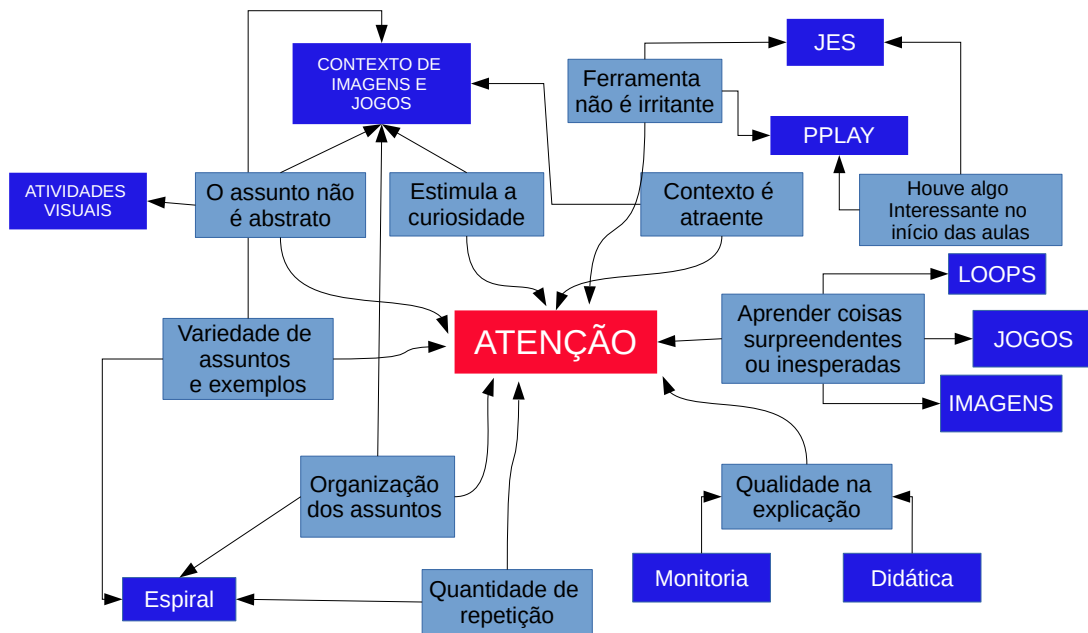 JES
CONTEXTO DE
IMAGENS E
JOGOS
Ferramenta
não é irritante
PPLAY
ATIVIDADES
VISUAIS
O assunto não
é abstrato
Estimula a
curiosidade
Contexto é
atraente
Houve algo
Interessante no
início das aulas
LOOPS
Variedade de
assuntos
e exemplos
ATENÇÃO
Aprender coisas
surpreendentes
ou inesperadas
JOGOS
IMAGENS
Organização
dos assuntos
Qualidade na
explicação
Espiral
Quantidade de
repetição
Monitoria
Didática